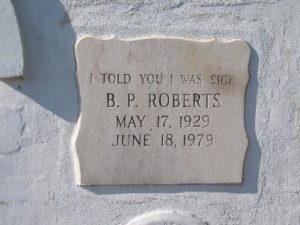 I TOLD YOU I WAS SICK
B. P. ROBERTS
MAY 17, 1929
JUNE 18, 1979